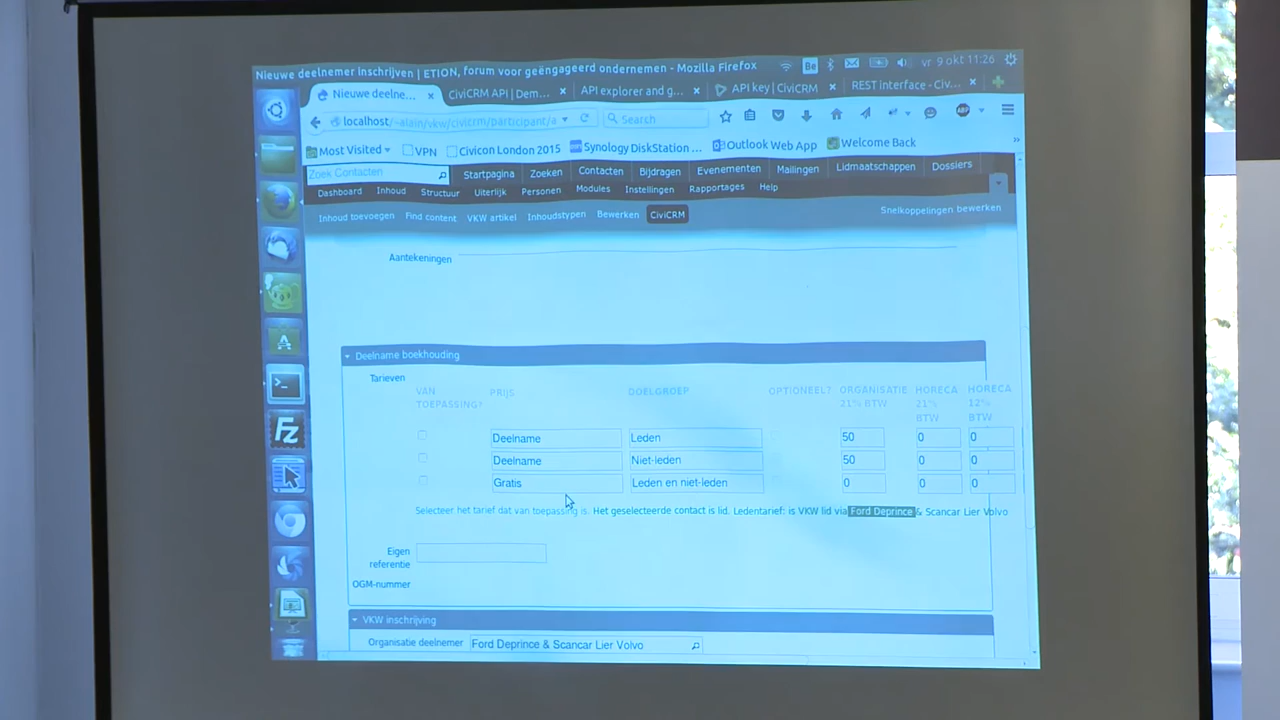 Nieuwe deelnemer inschrijven | ETION, forum voor geëngageerd ondernemen - Mozilla Firefox
Be
vr 9 okt 11:26
Nieuwe deelne... ×
CiviCRM API | Dem... ×
API explorer and g... ×
API key | CiviCRM ×
REST interface - Civ... ×
localhost/~alain/vkw/civicrm/participant/a
Search
ABP
Most Visited
VPN
Civicon London 2015
Synology DiskStation ...
Outlook Web App
Welcome Back
»
Zoek Contacten
Startpagina Zoeken Contacten Bijdragen Evenementen Mailingen Lidmaatschappen Dossiers
Dashboard Inhoud Structuur Uiterlijk Personen Modules Instellingen Rapportages Help
Inhoud toevoegen Find content VKW artikel Inhoudstypen Bewerken CiviCRM
Snelkoppelingen bewerken
Aantekeningen
Deelname boekhouding
Tarieven
VAN TOEPASSING?
PRIJS
DOELGROEP
OPTIONEEL?
ORGANISATIE 21% BTW
HORECA 21% BTW
HORECA 12% BTW
Deelname Leden 50 0 0
Deelname Niet-leden 50 0 0
Gratis Leden en niet-leden 0 0 0
Selecteer het tarief dat van toepassing is. Het geselecteerde contact is lid. Ledentarief: is VKW lid via Ford Deprince & Scancar Lier Volvo
Eigen referentie
OGM-nummer
VKW inschrijving
Organisatie deelnemer Ford Deprince & Scancar Lier Volvo
A
>_
Fz